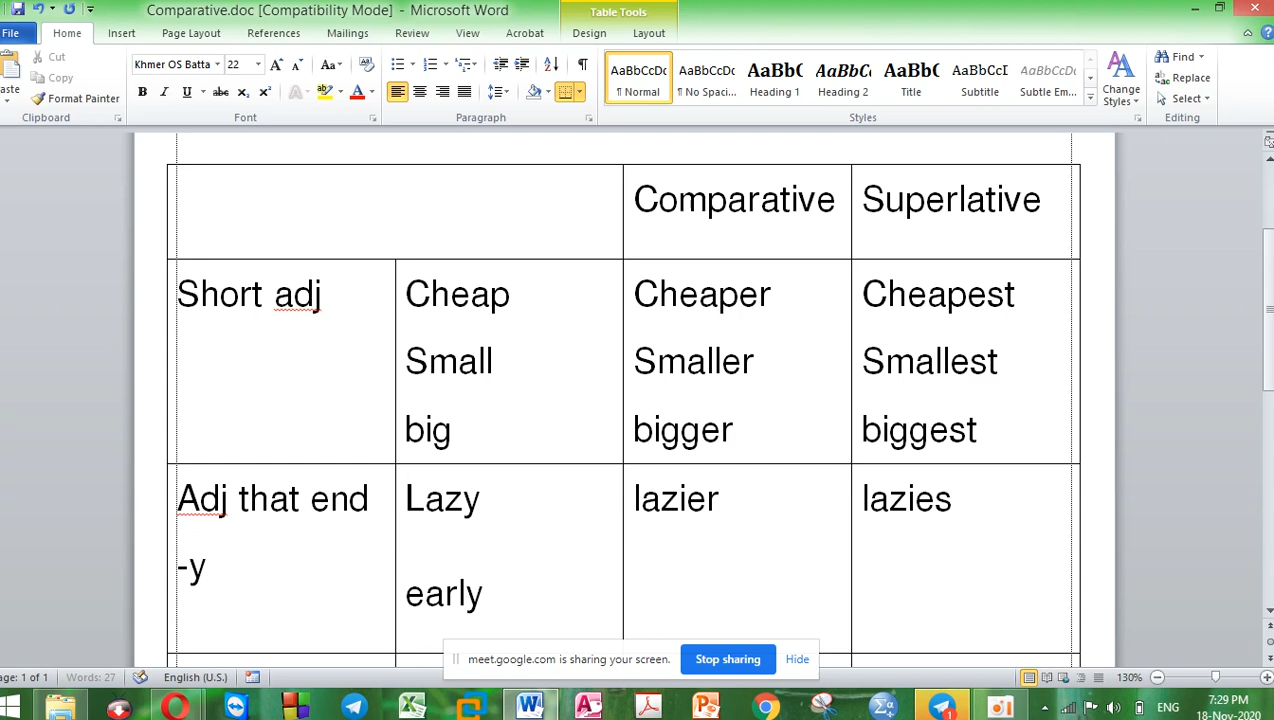 Comparative.doc [Compatibility Mode] - Microsoft Word
Table Tools
File Home Insert Page Layout References Mailings Review View Acrobat Design Layout
Cut
Copy
Format Painter
Clipboard
Khmer OS Batta 22
Font
Paragraph
AaBbCcDc AaBbCcDc AaBbC AaBbCc AaBbC AaBbCcI AaBbCcDc
¶ Normal ¶ No Spaci... Heading 1 Heading 2 Title Subtitle Subtle Em...
Change
Styles
Styles
Find
Replace
Select
Editing
Comparative Superlative
Short adj Cheap Cheaper Cheapest
Small Smaller Smallest
big bigger biggest
Adj that end Lazy lazier lazies
-y
early
meet.google.com is sharing your screen. Stop sharing Hide
age: 1 of 1 Words: 27 English (U.S.) 130%
ENG 7:29 PM
18-Nov-2020